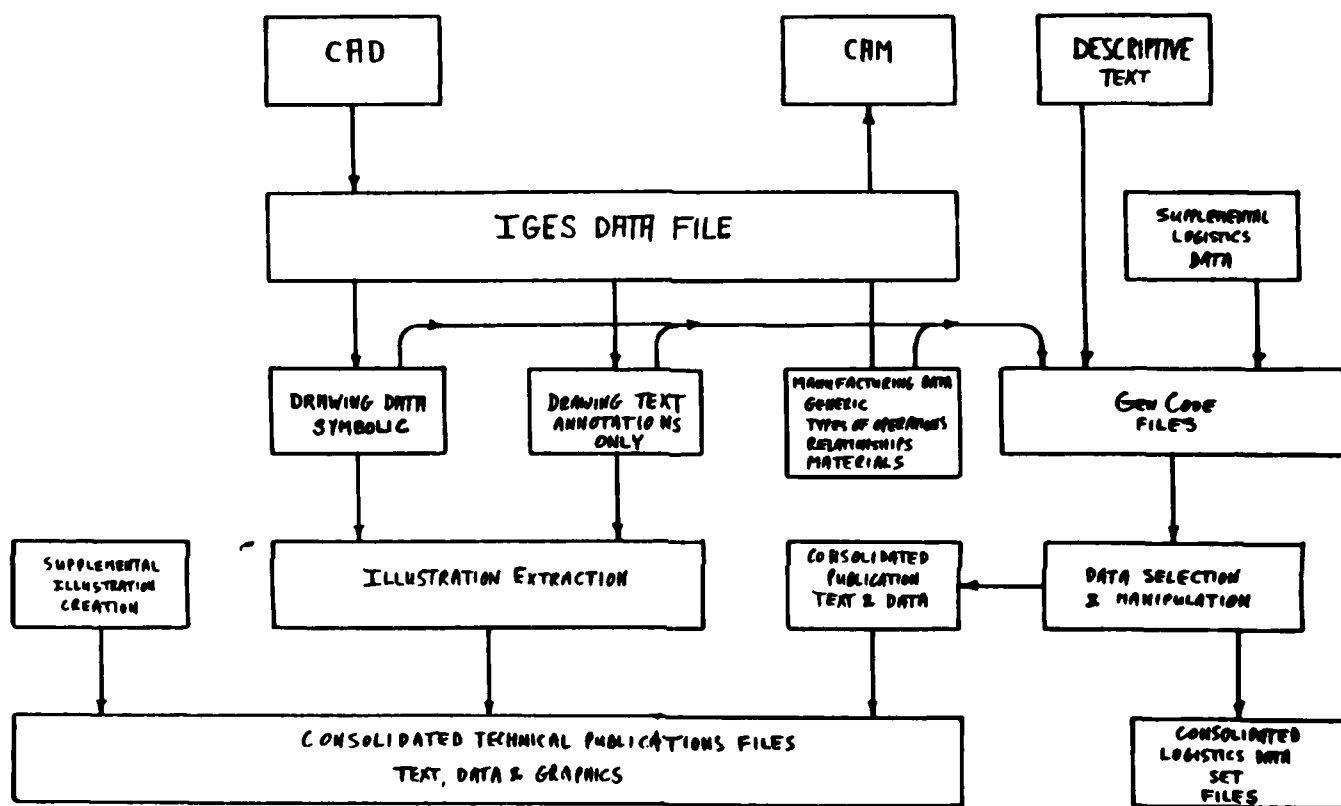 CAD
CAM
DESCRIPTIVE
TEXT
IGES DATA FILE
SUPPLEMENTAL
LOGISTICS
DATA
DRAWING DATA
SYMBOLIC
DRAWING TEXT
ANNOTATIONS
ONLY
MANUFACTURING DATA
GENERIC
TYPES OF OPERATIONS
RELATIONSHIPS
MATERIALS
GEN CODE
FILES
SUPPLEMENTAL
ILLUSTRATION
CREATION
ILLUSTRATION EXTRACTION
CONSOLIDATED
PUBLICATION
TEXT & DATA
DATA SELECTION
& MANIPULATION
CONSOLIDATED TECHNICAL PUBLICATIONS FILES
TEXT, DATA & GRAPHICS
CONSOLIDATED
LOGISTICS DATA
SET
FILES